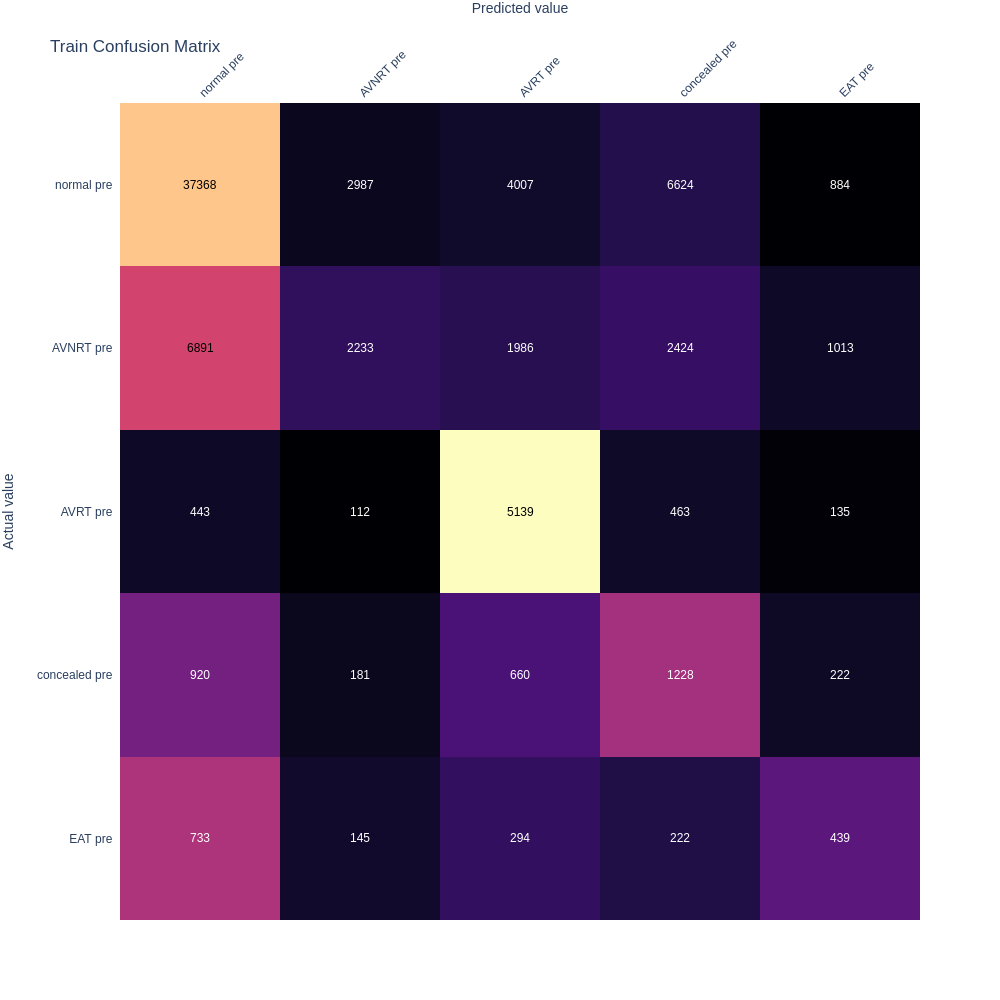 Predicted value
Train Confusion Matrix
normal pre AVNRT pre AVRT pre concealed pre EAT pre
normal pre 37368 2987 4007 6624 884
AVNRT pre 6891 2233 1986 2424 1013
AVRT pre 443 112 5139 463 135
concealed pre 920 181 660 1228 222
EAT pre 733 145 294 222 439
Actual value